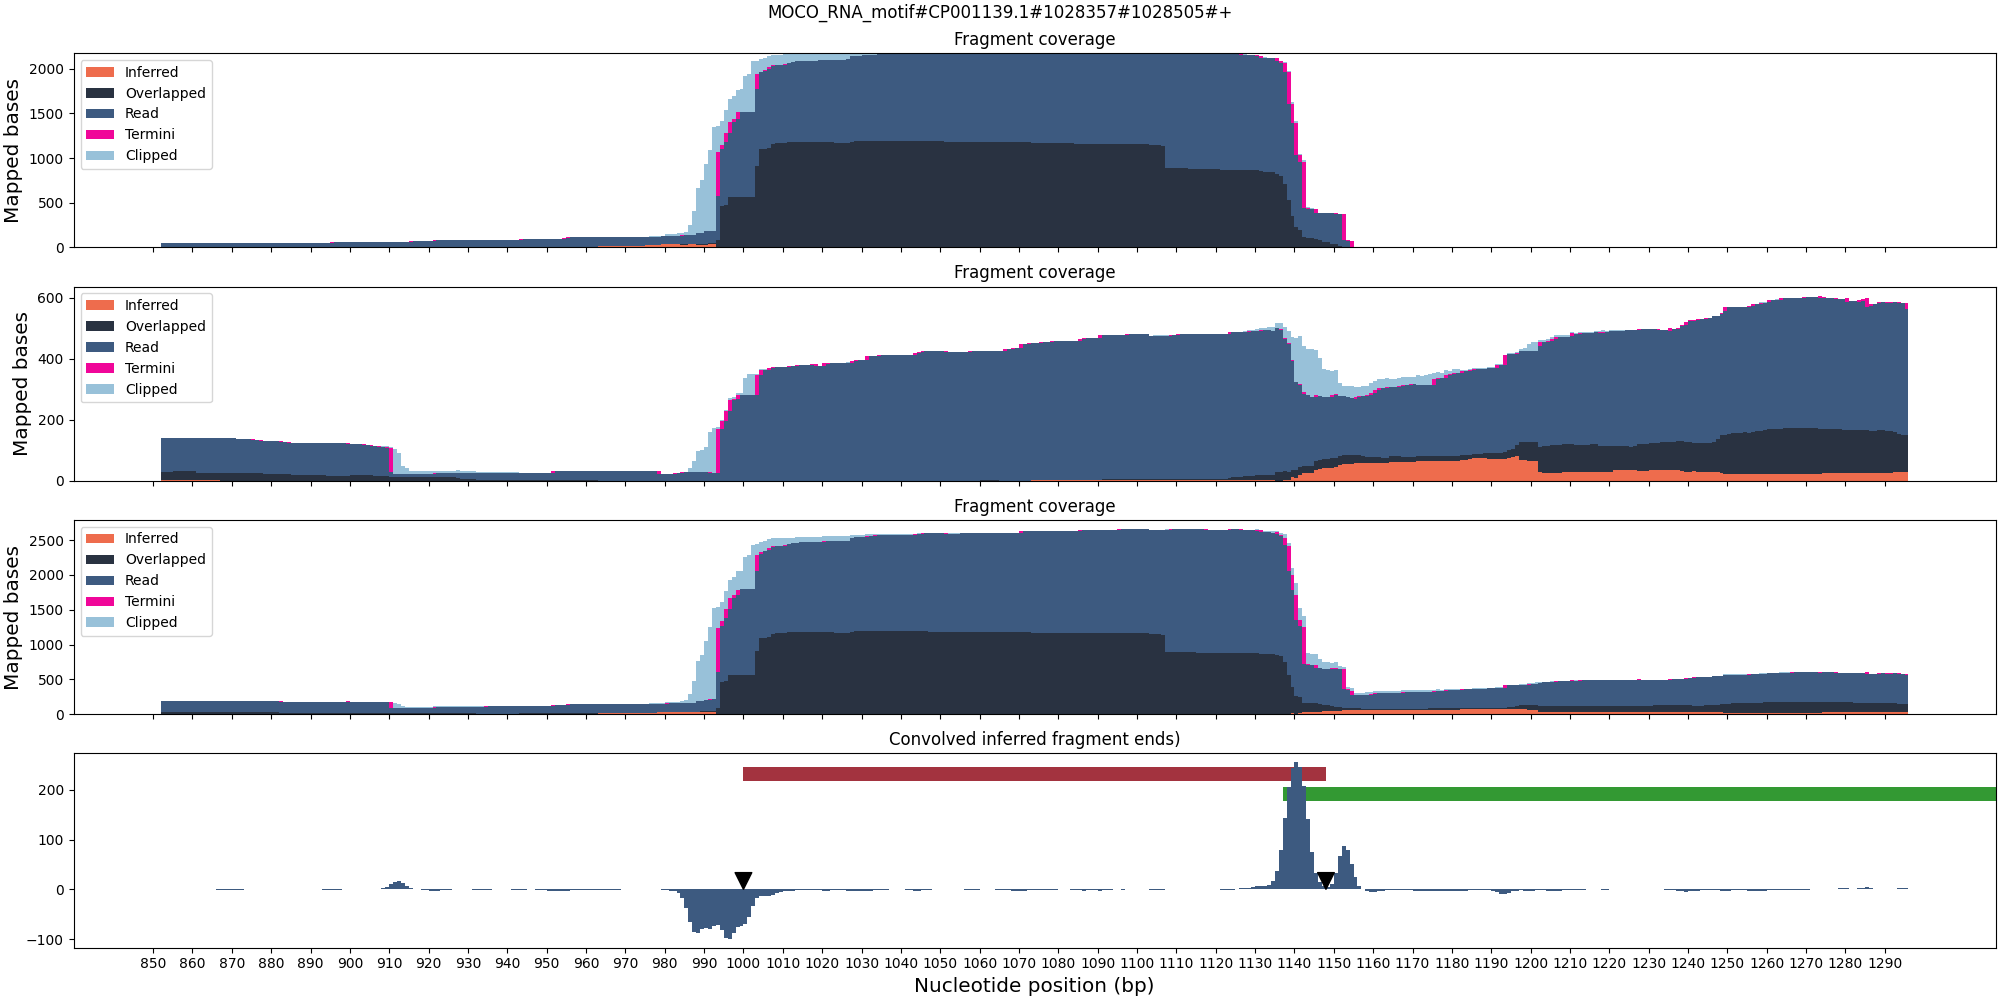 MOCO_RNA_motif#CP001139.1#1028357#1028505#+
Fragment coverage
Mapped bases
2000
1500
1000
500
0
Inferred
Overlapped
Read
Termini
Clipped
Fragment coverage
Mapped bases
600
400
200
0
Inferred
Overlapped
Read
Termini
Clipped
Fragment coverage
Mapped bases
2500
2000
1500
1000
500
0
Inferred
Overlapped
Read
Termini
Clipped
Convolved inferred fragment ends)
200
100
0
−100
850 860 870 880 890 900 910 920 930 940 950 960 970 980 990 1000 1010 1020 1030 1040 1050 1060 1070 1080 1090 1100 1110 1120 1130 1140 1150 1160 1170 1180 1190 1200 1210 1220 1230 1240 1250 1260 1270 1280 1290
Nucleotide position (bp)